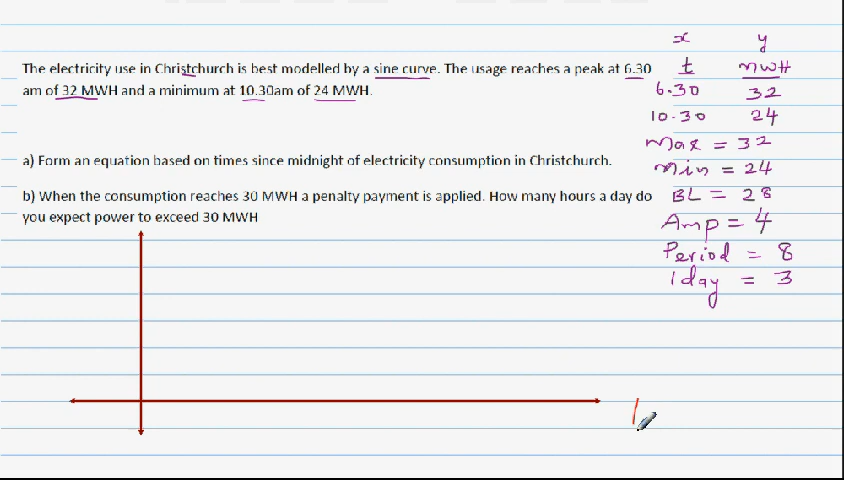 The electricity use in Christchurch is best modelled by a sine curve. The usage reaches a peak at 6.30
am of 32 MWH and a minimum at 10.30am of 24 MWH.
a) Form an equation based on times since midnight of electricity consumption in Christchurch.
b) When the consumption reaches 30 MWH a penalty payment is applied. How many hours a day do
you expect power to exceed 30 MWH
x y
t MWH
6.30 32
10.30 24
Max = 32
Min = 24
BL = 28
Amp = 4
Period = 8
1 day = 3